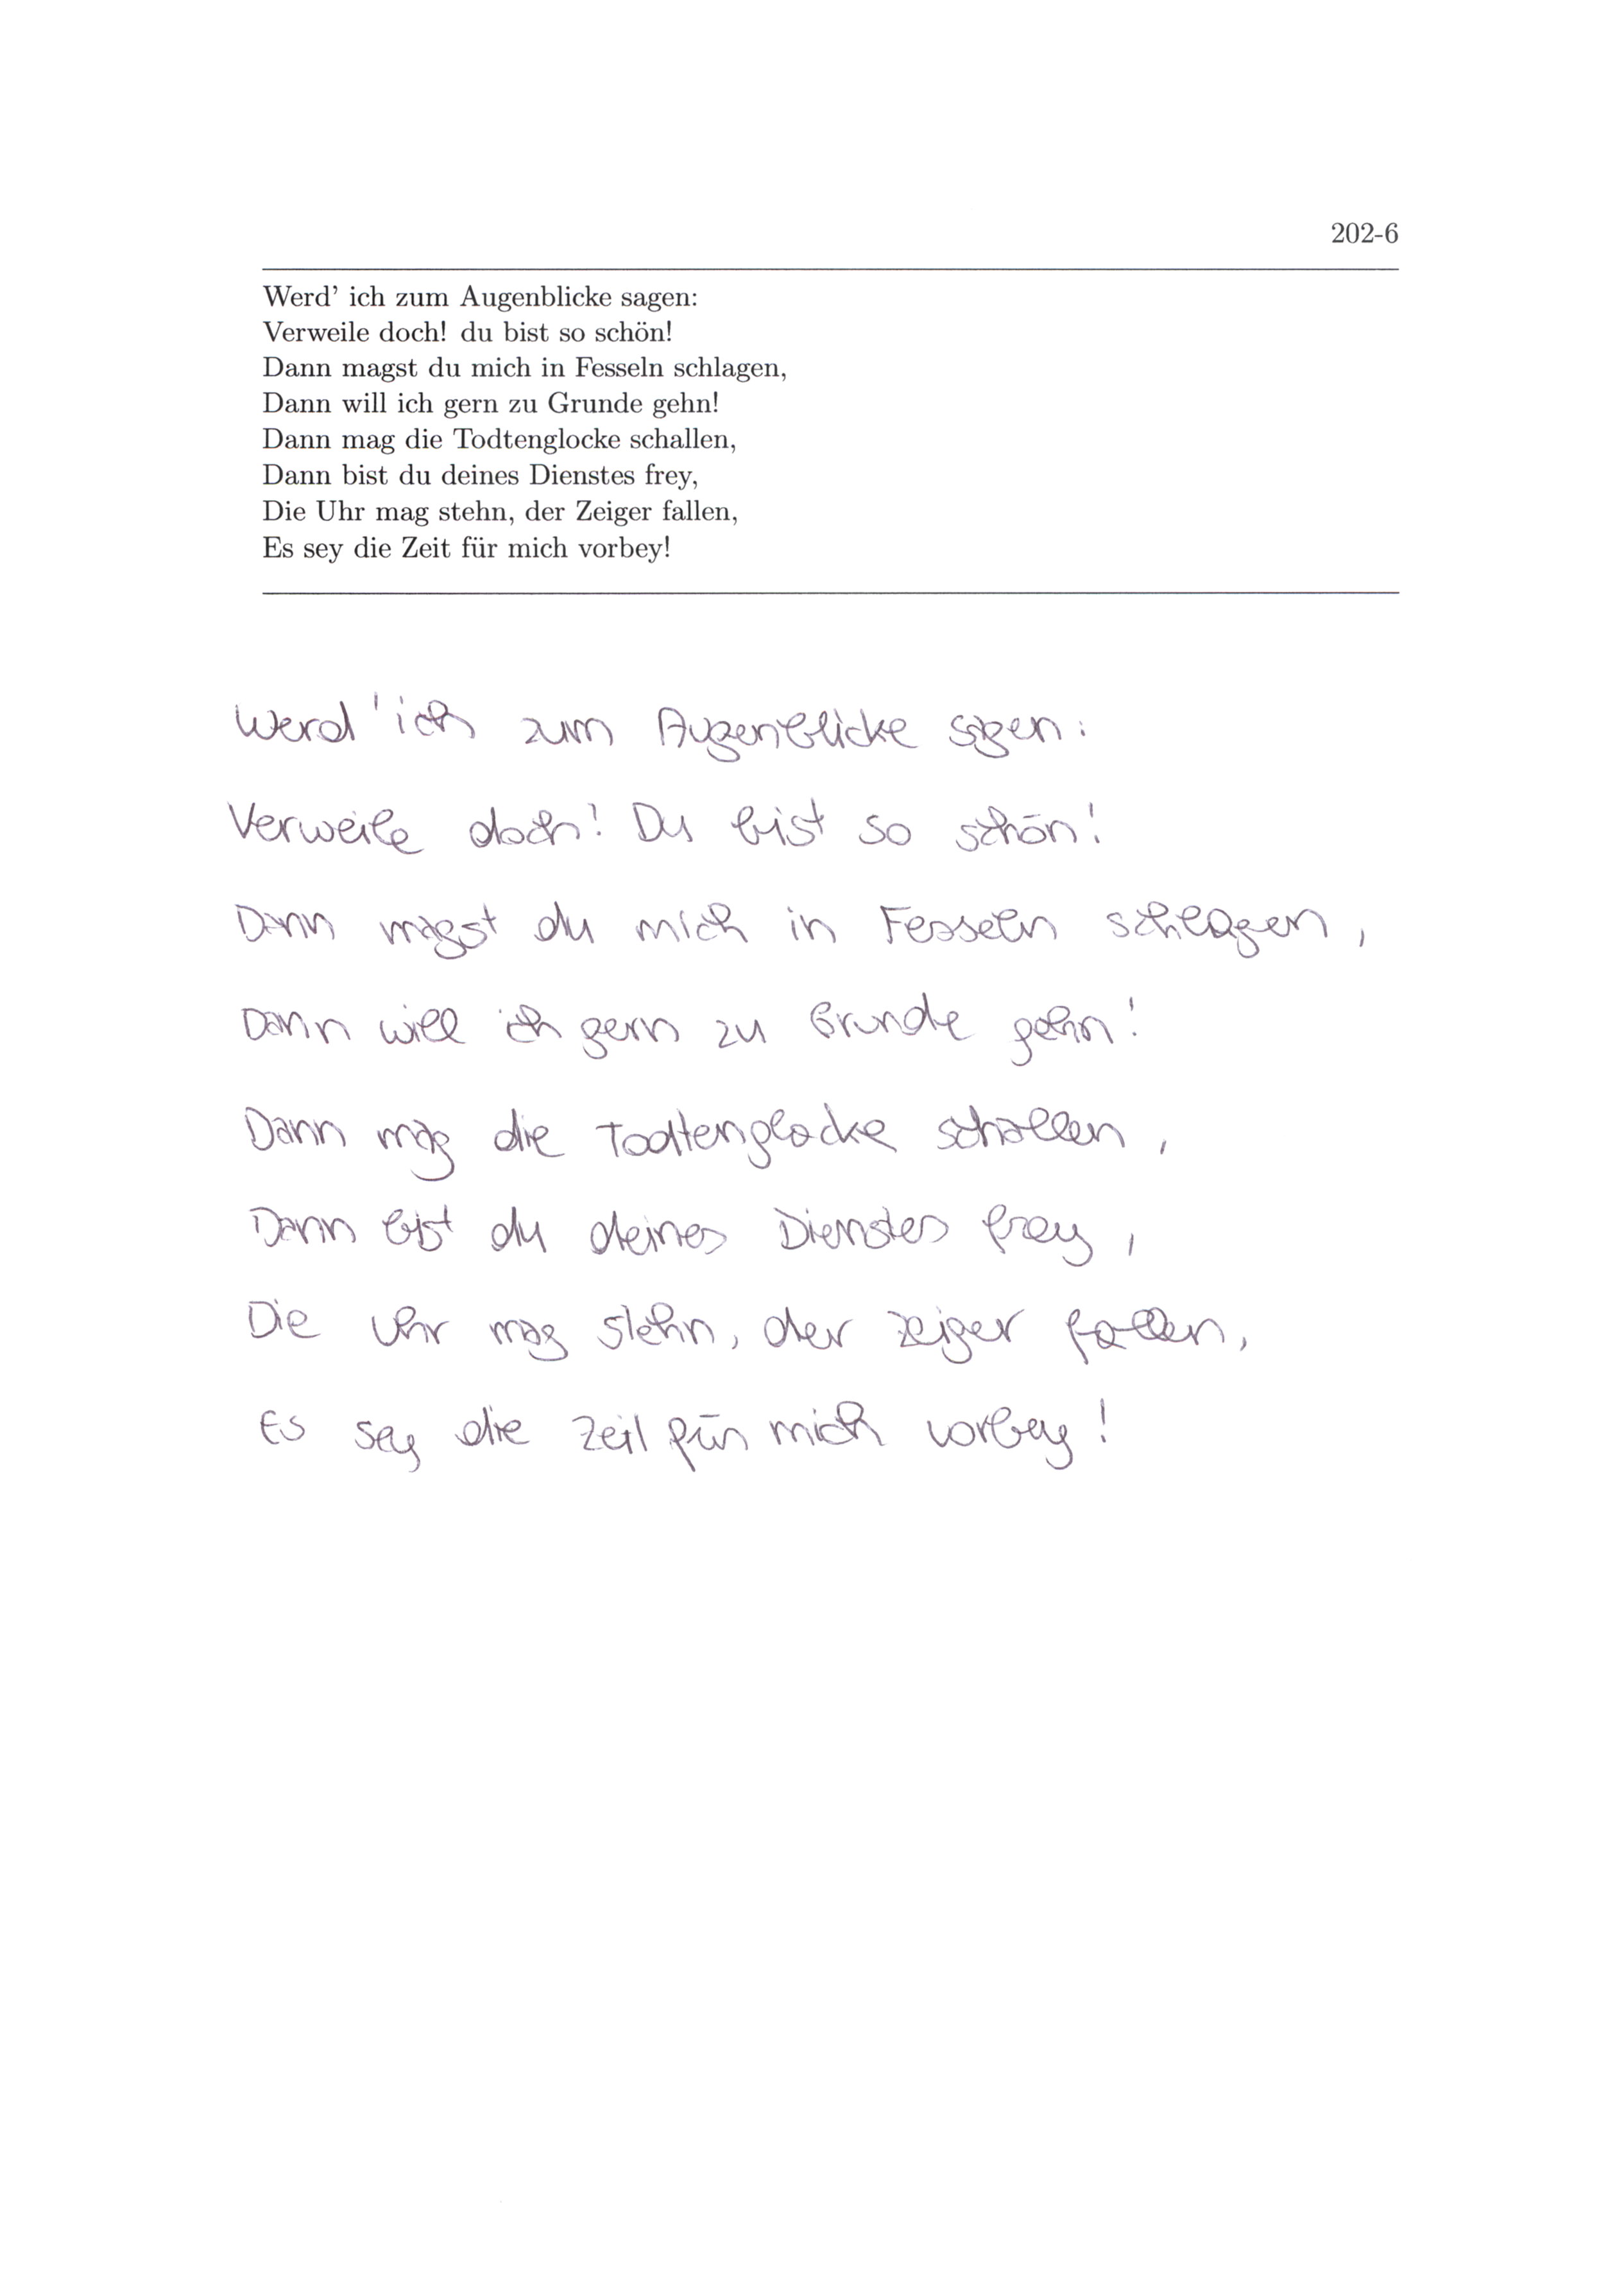 202-6
Werd' ich zum Augenblicke sagen:
Verweile doch! du bist so schön!
Dann magst du mich in Fesseln schlagen,
Dann will ich gern zu Grunde gehn!
Dann mag die Todtenglocke schallen,
Dann bist du deines Dienstes frey,
Die Uhr mag stehn, der Zeiger fallen,
Es sey die Zeit für mich vorbey!
Werd' ich zum Augenblicke sagen:
Verweile doch! Du bist so schön!
Dann magst du mich in Fesseln schlagen,
Dann will ich gern zu Grunde gehn!
Dann mag die Todtenglocke schallen,
Dann bist du deines Dienstes frey,
Die Uhr mag stehn, der Zeiger fallen,
Es sey die Zeit für mich vorbey!